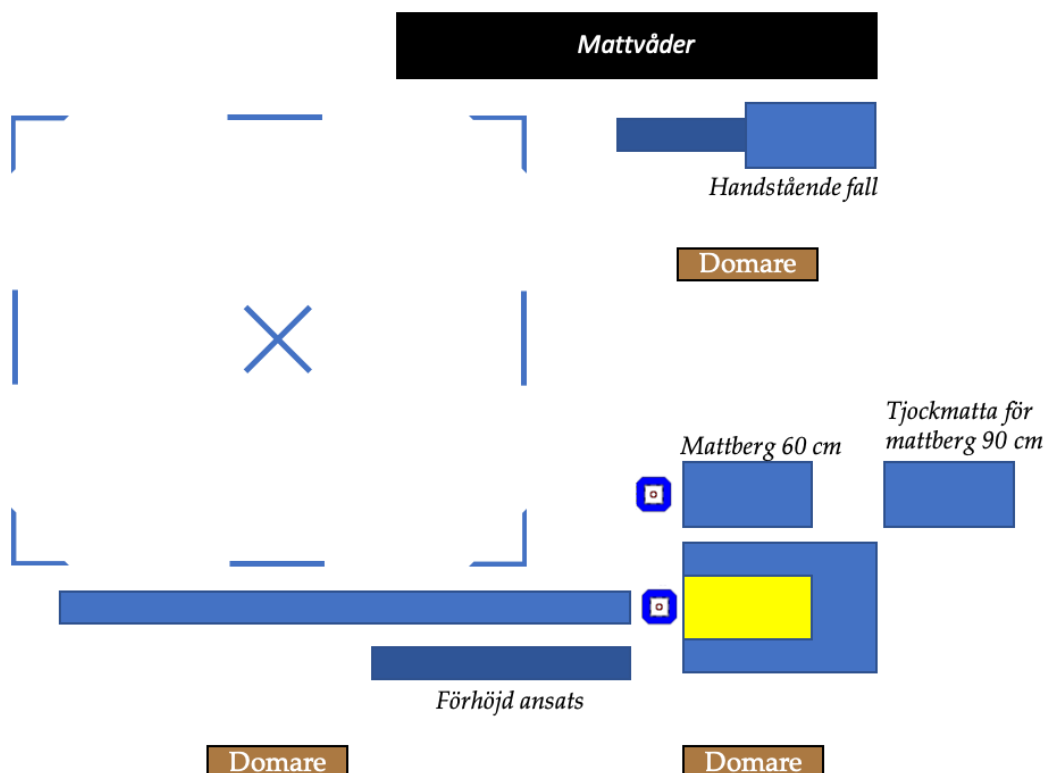 Mattvåder
Handstående fall
Domare
Tjockmatta för
mattberg 90 cm
Mattberg 60 cm
Förhöjd ansats
Domare
Domare